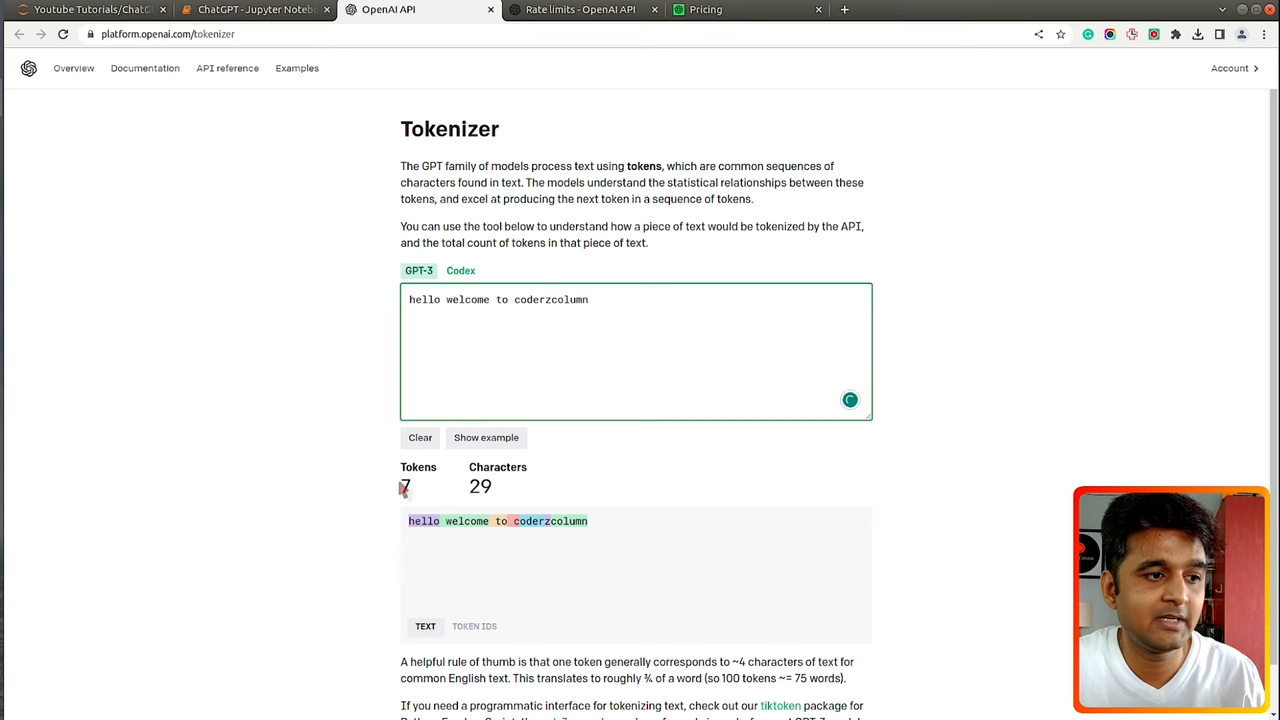 Youtube Tutorials/ChatG
ChatGPT - Jupyter Notebo
OpenAI API
Rate limits - OpenAI API
Pricing
platform.openai.com/tokenizer
Overview
Documentation
API reference
Examples
Account
Tokenizer
The GPT family of models process text using tokens, which are common sequences of
characters found in text. The models understand the statistical relationships between these
tokens, and excel at producing the next token in a sequence of tokens.
You can use the tool below to understand how a piece of text would be tokenized by the API,
and the total count of tokens in that piece of text.
GPT-3 Codex
hello welcome to coderzcolumn
Clear Show example
Tokens Characters
7 29
hello welcome to coderzcolumn
TEXT TOKEN IDS
A helpful rule of thumb is that one token generally corresponds to ~4 characters of text for
common English text. This translates to roughly ¾ of a word (so 100 tokens ~= 75 words).
If you need a programmatic interface for tokenizing text, check out our tiktoken package for